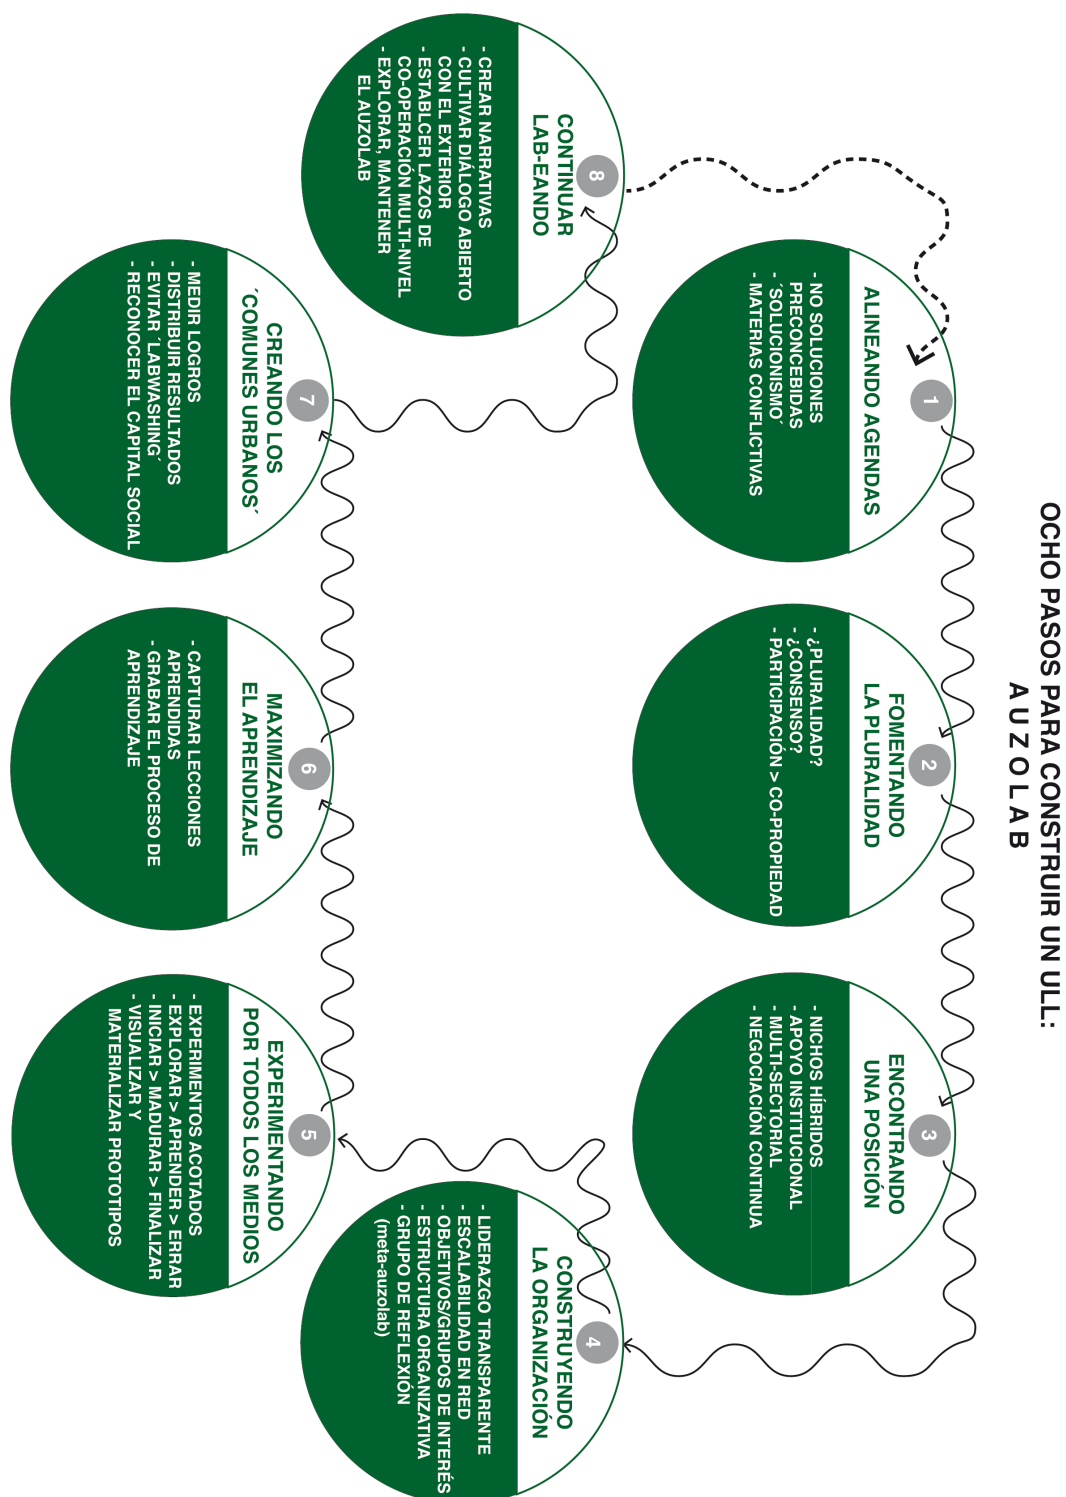 OCHO PASOS PARA CONSTRUIR UN ULL:
AUZOLAB
1
ALINEANDO AGENDAS
- NO SOLUCIONES
PRECONCEBIDAS
- ´SOLUCIONISMO´
- MATERIAS CONFLICTIVAS
2
FOMENTANDO
LA PLURALIDAD
- ¿PLURALIDAD?
- ¿CONSENSO?
- PARTICIPACIÓN > CO-PROPIEDAD
3
ENCONTRANDO
UNA POSICIÓN
- NICHOS HÍBRIDOS
- APOYO INSTITUCIONAL
- MULTI-SECTORIAL
- NEGOCIACIÓN CONTINUA
4
CONSTRUYENDO
LA ORGANIZACIÓN
- LIDERAZGO TRANSPARENTE
- ESCALABILIDAD EN RED
- OBJETIVOS/GRUPOS DE INTERÉS
- ESTRUCTURA ORGANIZATIVA
- GRUPO DE REFLEXIÓN
(meta-auzolab)
5
EXPERIMENTANDO
POR TODOS LOS MEDIOS
- EXPERIMENTOS ACOTADOS
- EXPLORAR > APRENDER > ERRAR
- INICIAR > MADURAR > FINALIZAR
- VISUALIZAR Y
MATERIALIZAR PROTOTIPOS
6
MAXIMIZANDO
EL APRENDIZAJE
- CAPTURAR LECCIONES
APRENDIDAS
- GRABAR EL PROCESO DE
APRENDIZAJE
7
CREANDO LOS
´COMUNES URBANOS´
- MEDIR LOGROS
- DISTRIBUIR RESULTADOS
- EVITAR ´LABWASHING´
- RECONOCER EL CAPITAL SOCIAL
8
CONTINUAR
LAB-EANDO
- CREAR NARRATIVAS
- CULTIVAR DIÁLOGO ABIERTO
CON EL EXTERIOR
- ESTABLCER LAZOS DE
CO-OPERACIÓN MULTI-NIVEL
- EXPLORAR, MANTENER
EL AUZOLAB